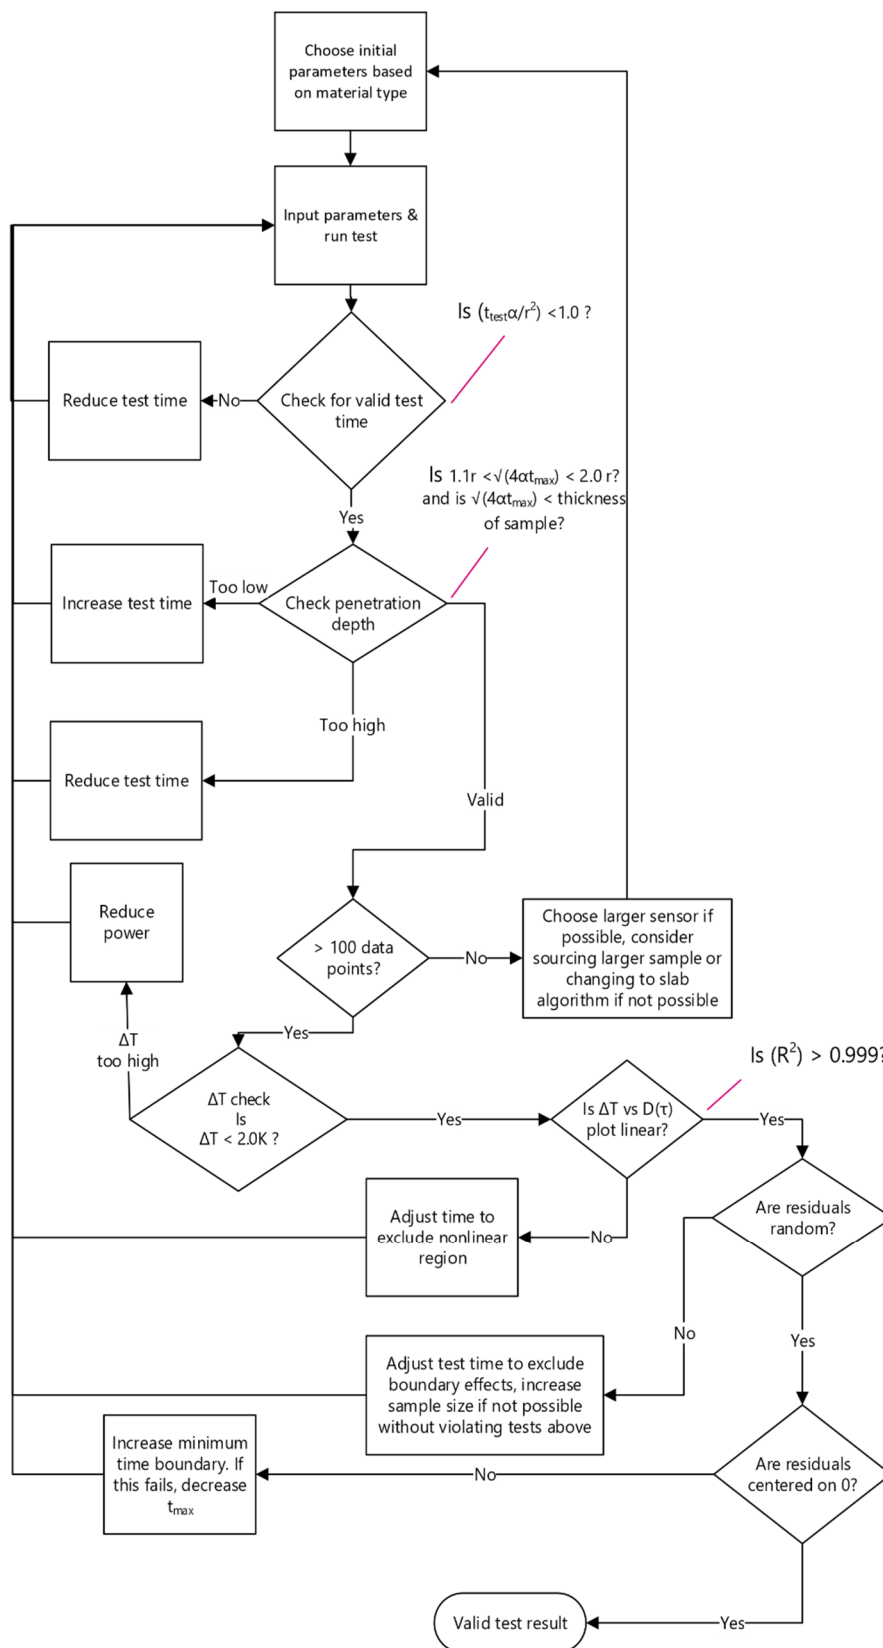 Choose initial
parameters based
on material type
Input parameters &
run test
Is (t_test α/r²) <1.0 ?
Reduce test time
No
Check for valid test
time
Is 1.1r <√(4αt_max) < 2.0 r?
and is √(4αt_max) < thickness
of sample?
Yes
Too low
Increase test time
Check penetration
depth
Too high
Reduce test time
Valid
Reduce
power
> 100 data
points?
No
Choose larger sensor if
possible, consider
sourcing larger sample or
changing to slab
algorithm if not possible
Yes
ΔT
too high
Is (R²) > 0.999?
ΔT check
Is
ΔT < 2.0K ?
Yes
Is ΔT vs D(τ)
plot linear?
Yes
Adjust time to
exclude nonlinear
region
No
Are residuals
random?
No
Yes
Adjust test time to exclude
boundary effects, increase
sample size if not possible
without violating tests above
Increase minimum
time boundary. If
this fails, decrease
t_max
No
Are residuals
centered on 0?
Valid test result
Yes